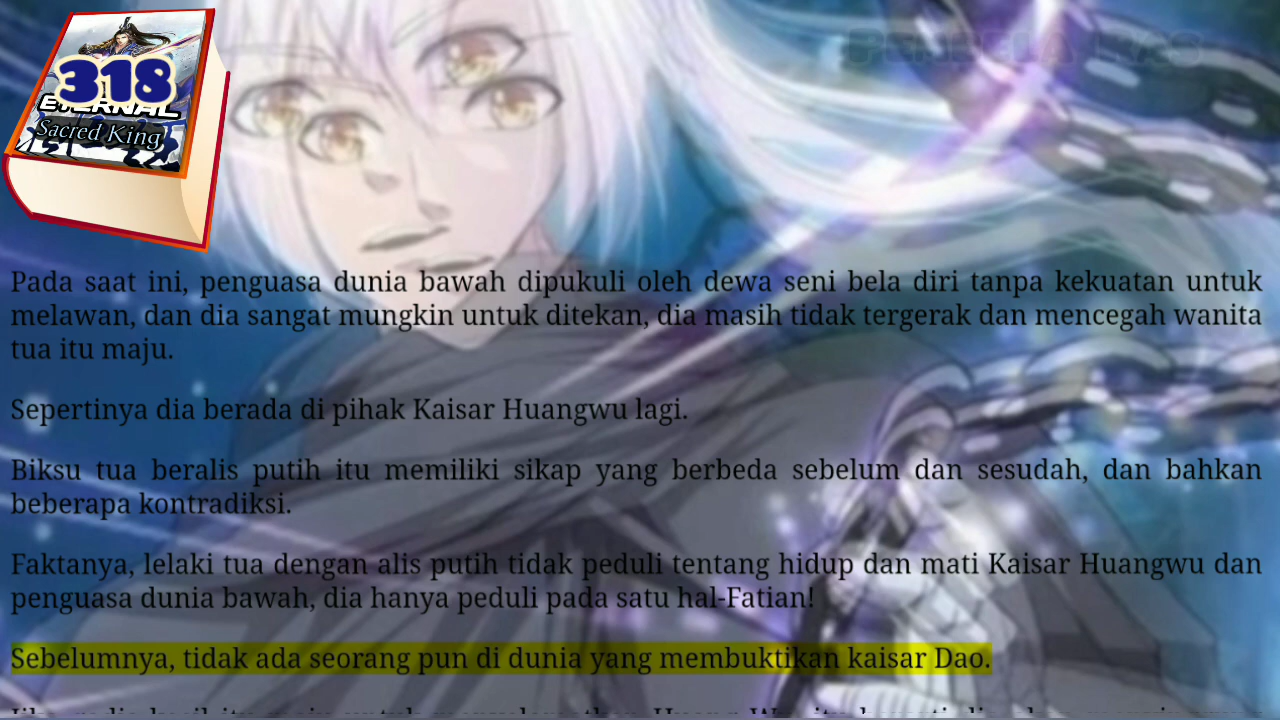 318
ETERNAL
Sacred King
Pada saat ini, penguasa dunia bawah dipukuli oleh dewa seni bela diri tanpa kekuatan untuk
melawan, dan dia sangat mungkin untuk ditekan, dia masih tidak tergerak dan mencegah wanita
tua itu maju.
Sepertinya dia berada di pihak Kaisar Huangwu lagi.
Biksu tua beralis putih itu memiliki sikap yang berbeda sebelum dan sesudah, dan bahkan
beberapa kontradiksi.
Faktanya, lelaki tua dengan alis putih tidak peduli tentang hidup dan mati Kaisar Huangwu dan
penguasa dunia bawah, dia hanya peduli pada satu hal-Fatian!
Sebelumnya, tidak ada seorang pun di dunia yang membuktikan kaisar Dao.